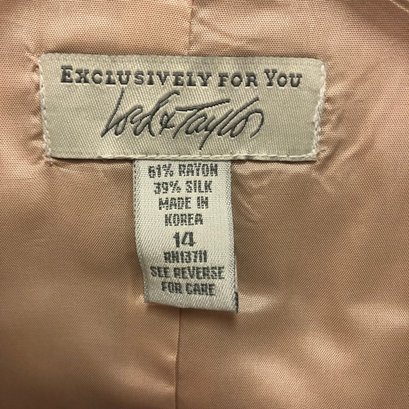 EXCLUSIVELY FOR YOU
Lord & Taylor
61% RAYON
39% SILK
MADE IN
KOREA
14
RN13711
SEE REVERSE
FOR CARE